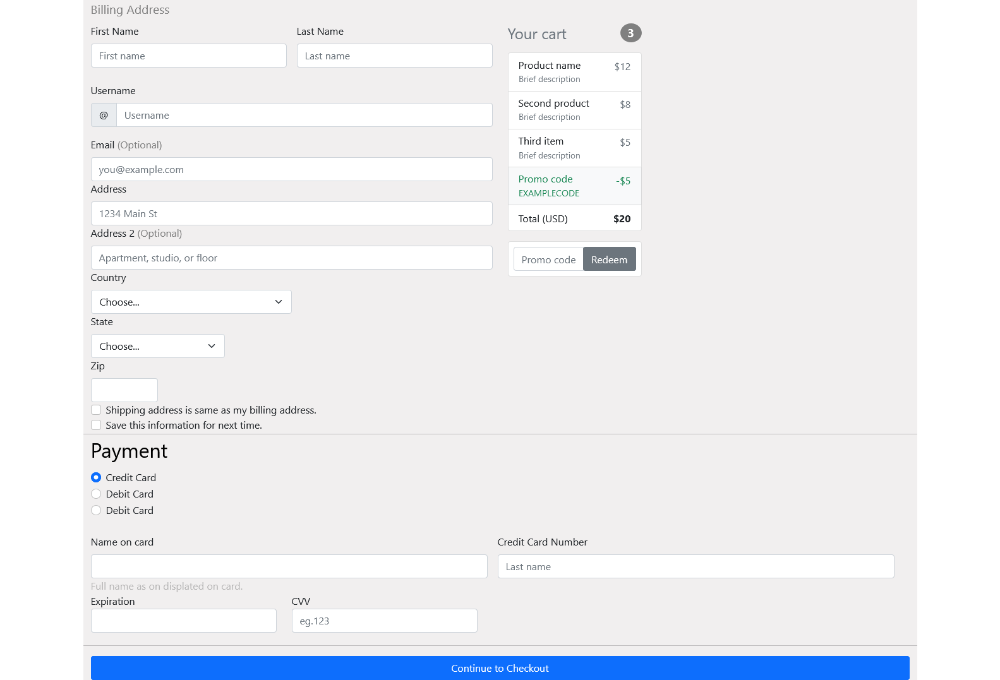 Billing Address
First Name
Last Name
First name
Last name
Username
@
Username
Email (Optional)
you@example.com
Address
1234 Main St
Address 2 (Optional)
Apartment, studio, or floor
Country
Choose...
State
Choose...
Zip
Shipping address is same as my billing address.
Save this information for next time.
Your cart
3
Product name
$12
Brief description
Second product
$8
Brief description
Third item
$5
Brief description
Promo code
-$5
EXAMPLECODE
Total (USD)
$20
Promo code
Redeem
Payment
Credit Card
Debit Card
Debit Card
Name on card
Credit Card Number
Last name
Full name as on displated on card.
Expiration
CVV
eg.123
Continue to Checkout